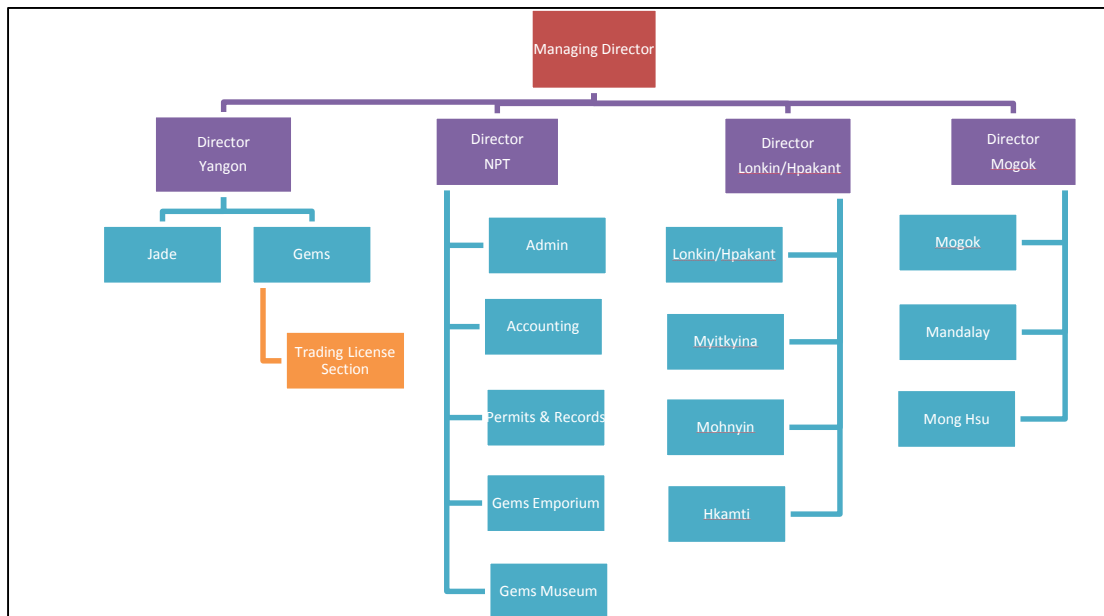 Managing Director
Director
Yangon
Director
NPT
Director
Lonkin/Hpakant
Director
Mogok
Jade
Gems
Trading License
Section
Admin
Accounting
Permits & Records
Gems Emporium
Gems Museum
Lonkin/Hpakant
Myitkyina
Mohnyin
Hkamti
Mogok
Mandalay
Mong Hsu